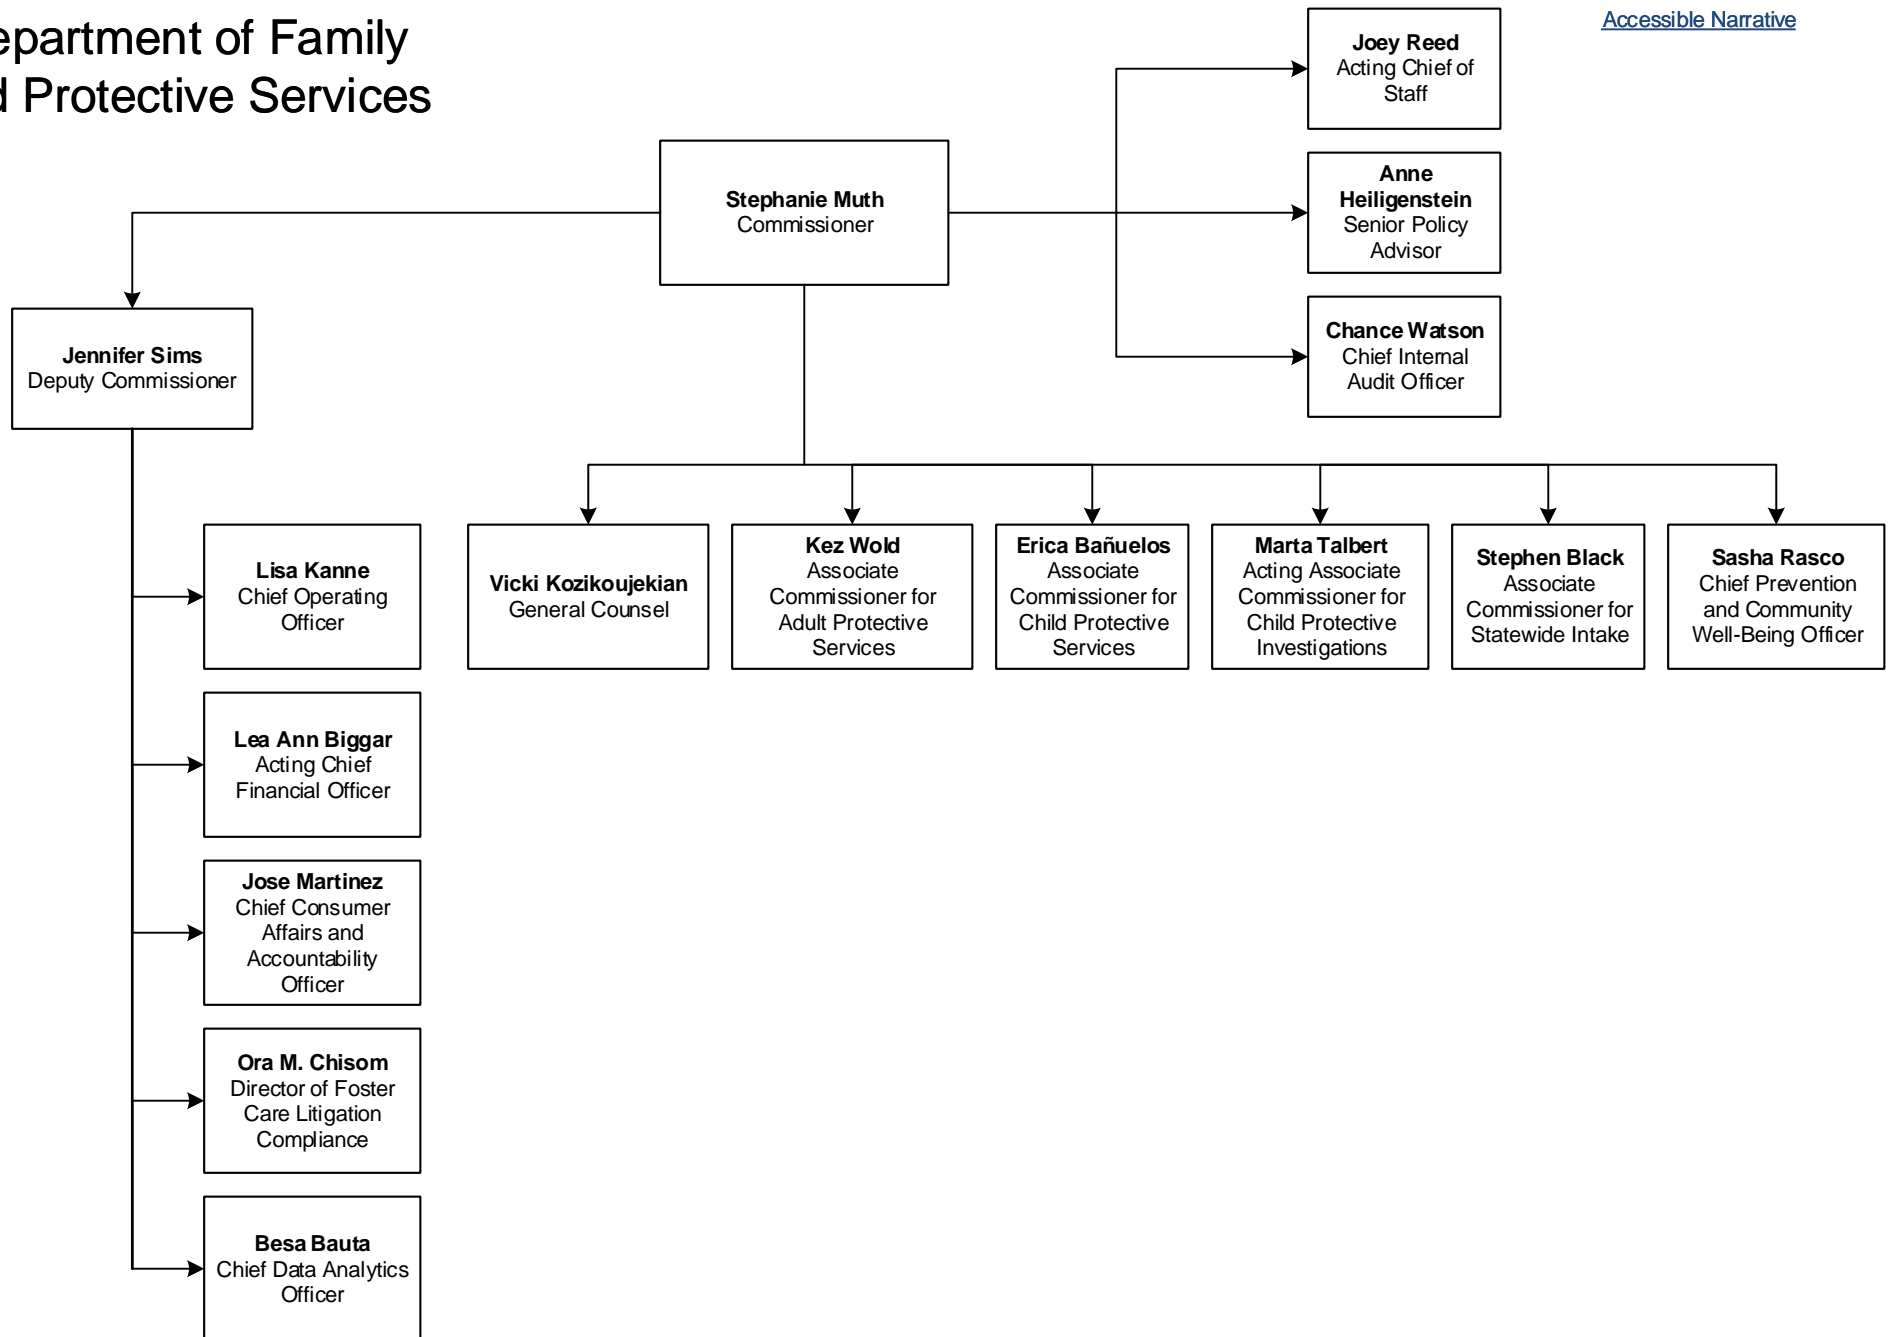 epartment of Family
d Protective Services
Accessible Narrative
Joey Reed
Acting Chief of
Staff
Anne
Heiligenstein
Senior Policy
Advisor
Chance Watson
Chief Internal
Audit Officer
Stephanie Muth
Commissioner
Jennifer Sims
Deputy Commissioner
Vicki Kozikoujekian
General Counsel
Kez Wold
Associate
Commissioner for
Adult Protective
Services
Erica Bañuelos
Associate
Commissioner for
Child Protective
Services
Marta Talbert
Acting Associate
Commissioner for
Child Protective
Investigations
Stephen Black
Associate
Commissioner for
Statewide Intake
Sasha Rasco
Chief Prevention
and Community
Well-Being Officer
Lisa Kanne
Chief Operating
Officer
Lea Ann Biggar
Acting Chief
Financial Officer
Jose Martinez
Chief Consumer
Affairs and
Accountability
Officer
Ora M. Chisom
Director of Foster
Care Litigation
Compliance
Besa Bauta
Chief Data Analytics
Officer